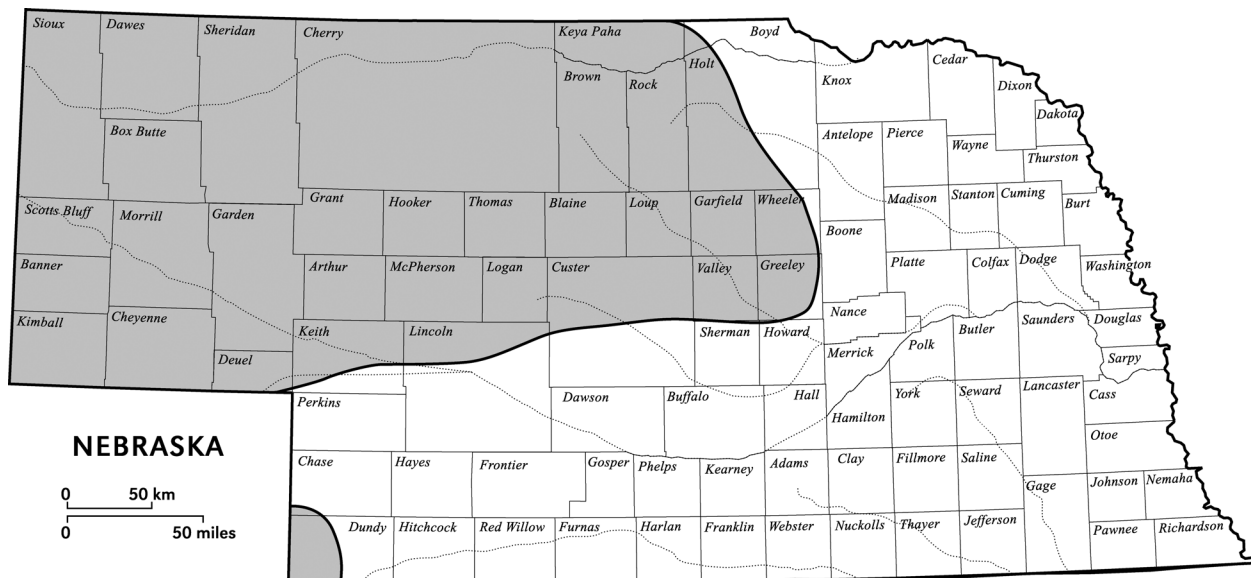 Sioux
Dawes
Sheridan
Cherry
Keya Paha
Boyd
Holt
Brown
Rock
Knox
Cedar
Dixon
Dakota
Box Butte
Antelope
Pierce
Wayne
Thurston
Scotts Bluff
Morrill
Garden
Grant
Hooker
Thomas
Blaine
Loup
Garfield
Wheeler
Madison
Stanton
Cuming
Burt
Boone
Banner
Arthur
McPherson
Logan
Custer
Valley
Greeley
Platte
Colfax
Dodge
Washington
Kimball
Cheyenne
Keith
Lincoln
Sherman
Howard
Nance
Butler
Saunders
Douglas
Deuel
Merrick
Polk
Sarpy
Perkins
Dawson
Buffalo
Hall
Hamilton
York
Seward
Lancaster
Cass
Otoe
NEBRASKA
Chase
Hayes
Frontier
Gosper
Phelps
Kearney
Adams
Clay
Fillmore
Saline
Gage
Johnson
Nemaha
0 50 km
0 50 miles
Dundy
Hitchcock
Red Willow
Furnas
Harlan
Franklin
Webster
Nuckolls
Thayer
Jefferson
Pawnee
Richardson